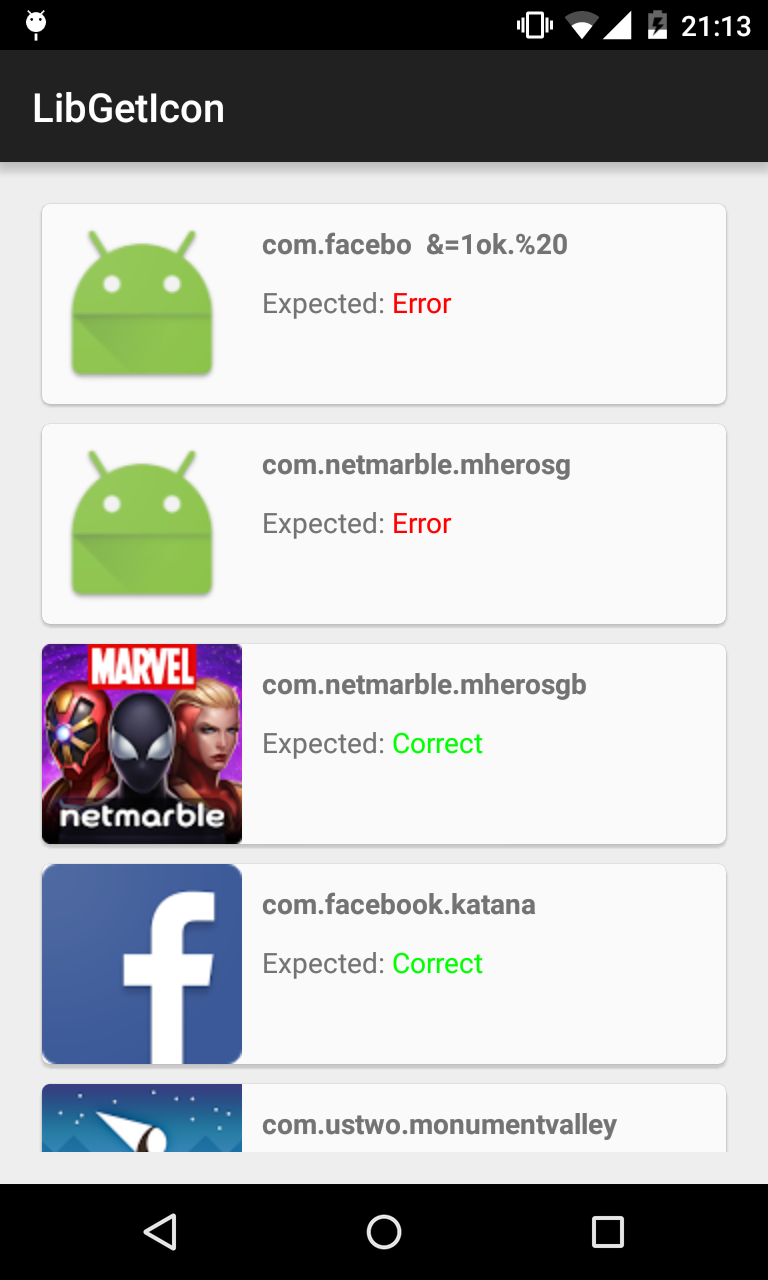 21:13
LibGetIcon
com.facebo  &=1ok.%20
Expected: Error
com.netmarble.mherosg
Expected: Error
MARVEL
netmarble
com.netmarble.mherosgb
Expected: Correct
f
com.facebook.katana
Expected: Correct
com.ustwo.monumentvalley